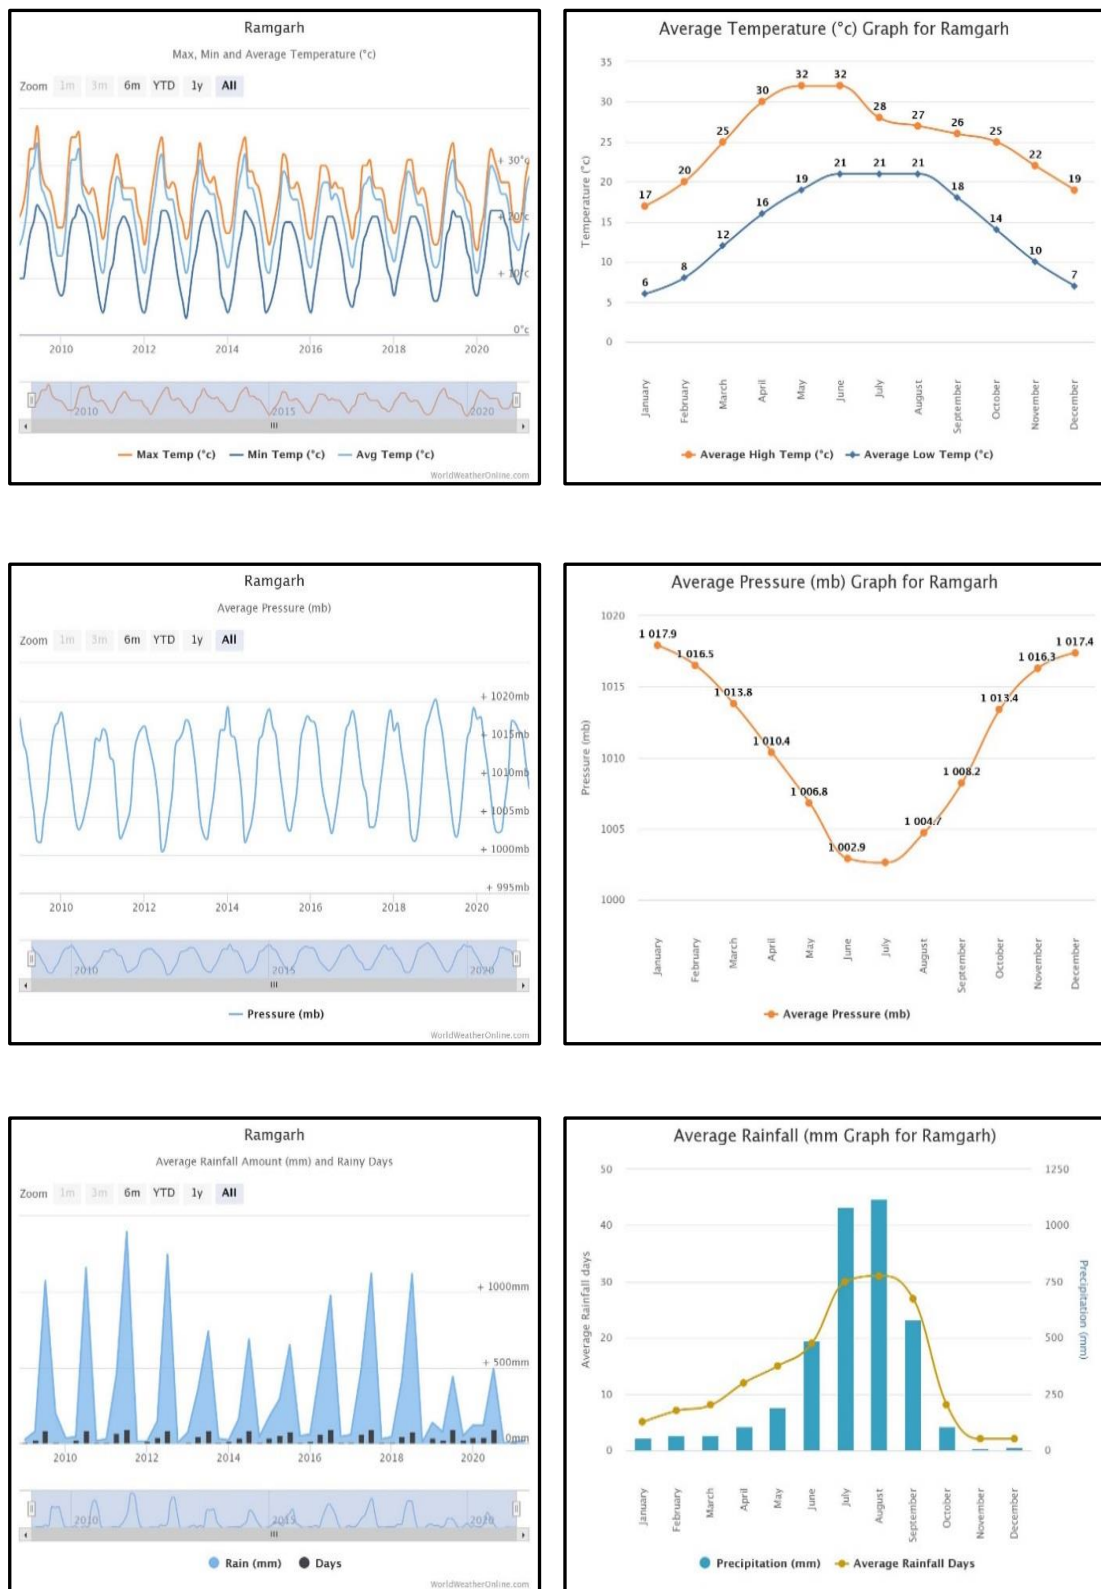 Ramgarh
Max, Min and Average Temperature (°c)
Zoom 1m 3m 6m YTD 1y All
+ 30°c
+ 20°c
+ 10°c
0°c
2010 2012 2014 2016 2018 2020
2010 2015 2020
Max Temp (°c) Min Temp (°c) Avg Temp (°c)
WorldWeatherOnline.com
Average Temperature (°c) Graph for Ramgarh
Temperature (°c)
35
30
25
20
15
10
5
0
17 20 25 30 32 32 28 27 26 25 22 19
6 8 12 16 19 21 21 21 18 14 10 7
January February March April May June July August September October November December
Average High Temp (°c) Average Low Temp (°c)
Ramgarh
Average Pressure (mb)
Zoom 1m 3m 6m YTD 1y All
+ 1020mb
+ 1015mb
+ 1010mb
+ 1005mb
+ 1000mb
+ 995mb
2010 2012 2014 2016 2018 2020
2010 2015 2020
Pressure (mb)
WorldWeatherOnline.com
Average Pressure (mb) Graph for Ramgarh
Pressure (mb)
1020
1015
1010
1005
1000
1 017.9 1 016.5 1 013.8 1 010.4 1 006.8 1 002.9 1 004.7 1 008.2 1 013.4 1 016.3 1 017.4
January February March April May June July August September October November December
Average Pressure (mb)
Ramgarh
Average Rainfall Amount (mm) and Rainy Days
Zoom 1m 3m 6m YTD 1y All
+ 1000mm
+ 500mm
0mm
2010 2012 2014 2016 2018 2020
2010 2015 2020
Rain (mm) Days
WorldWeatherOnline.com
Average Rainfall (mm Graph for Ramgarh)
Average Rainfall days
Precipitation (mm)
50 1250
40 1000
30 750
20 500
10 250
0 0
January February March April May June July August September October November December
Precipitation (mm) Average Rainfall Days